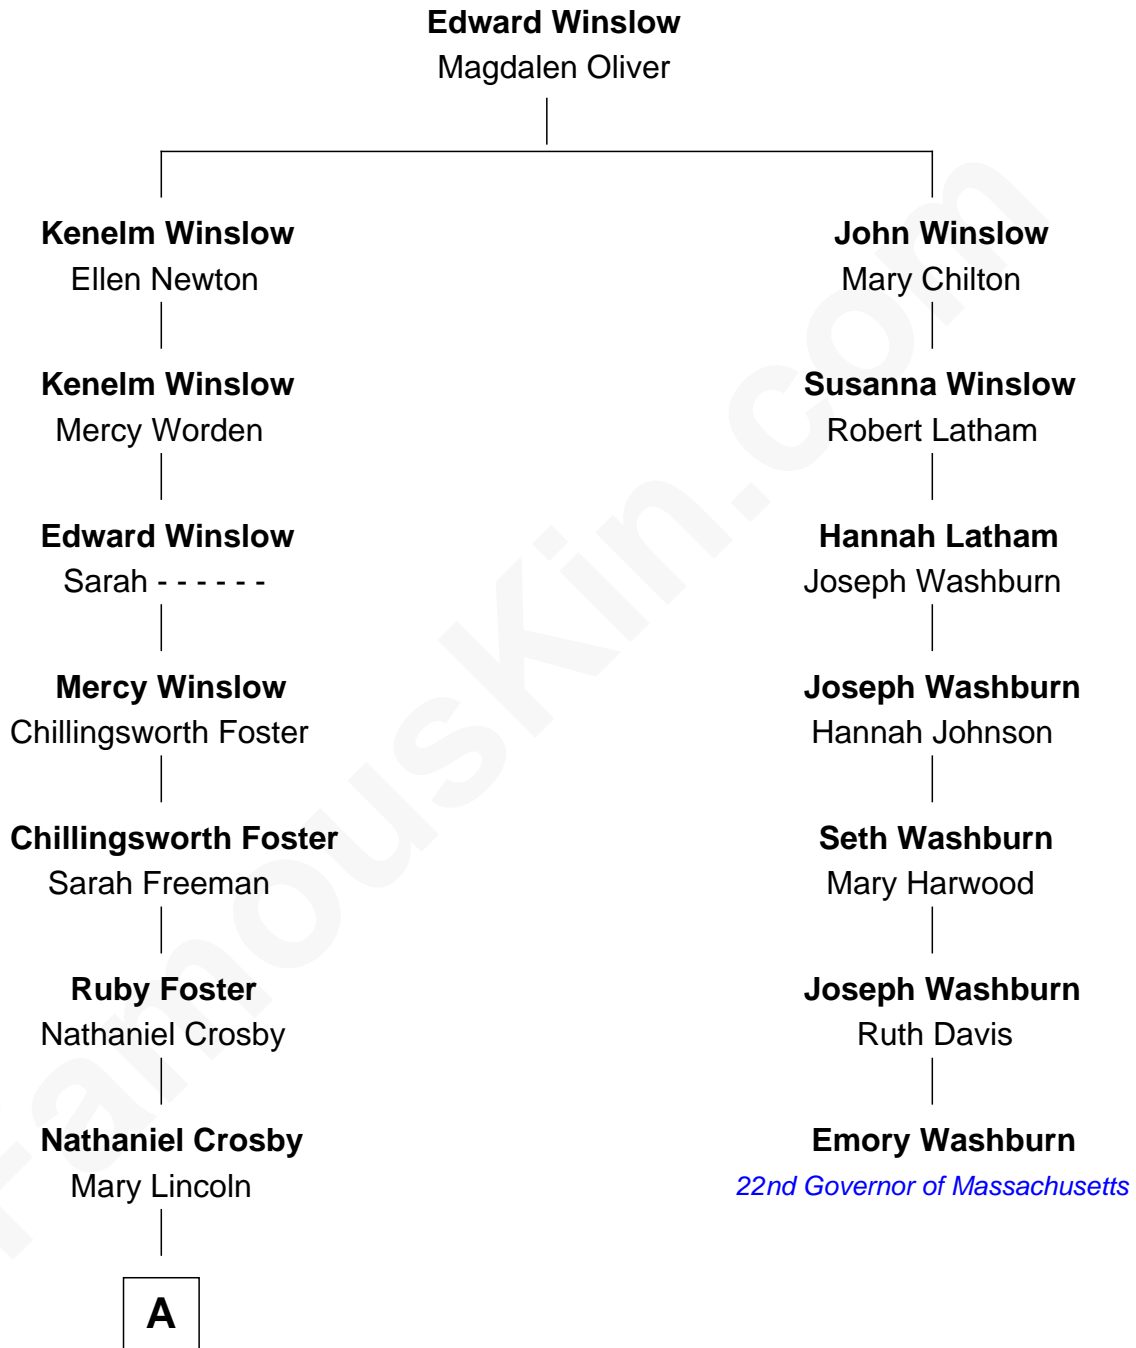 Edward Winslow
Magdalen Oliver
Kenelm Winslow
Ellen Newton
John Winslow
Mary Chilton
Kenelm Winslow
Mercy Worden
Susanna Winslow
Robert Latham
Edward Winslow
Sarah - - - - - -
Hannah Latham
Joseph Washburn
Mercy Winslow
Chillingsworth Foster
Joseph Washburn
Hannah Johnson
Chillingsworth Foster
Sarah Freeman
Seth Washburn
Mary Harwood
Ruby Foster
Nathaniel Crosby
Joseph Washburn
Ruth Davis
Nathaniel Crosby
Mary Lincoln
Emory Washburn
22nd Governor of Massachusetts
A
FamousKin.com